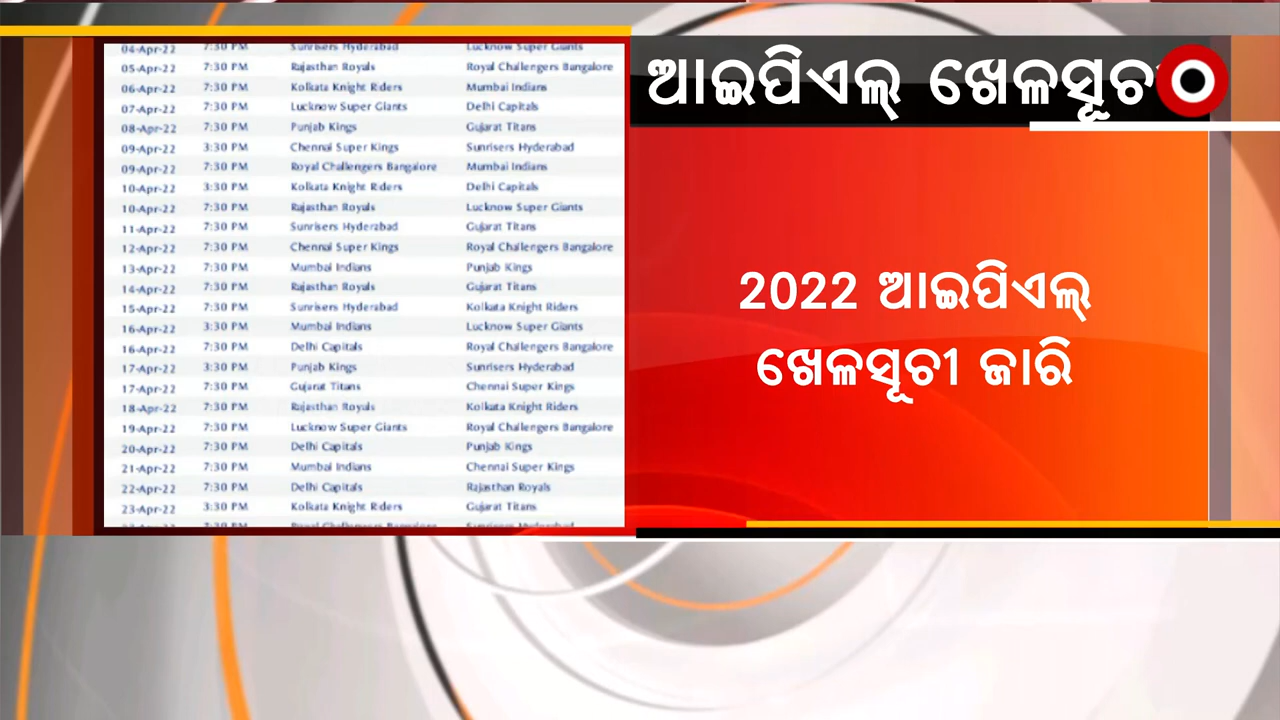 04-Apr-22 7:30 PM Sunrisers Hyderabad Lucknow Super Giants
05-Apr-22 7:30 PM Rajasthan Royals Royal Challengers Bangalore
06-Apr-22 7:30 PM Kolkata Knight Riders Mumbai Indians
07-Apr-22 7:30 PM Lucknow Super Giants Delhi Capitals
08-Apr-22 7:30 PM Punjab Kings Gujarat Titans
09-Apr-22 3:30 PM Chennai Super Kings Sunrisers Hyderabad
09-Apr-22 7:30 PM Royal Challengers Bangalore Mumbai Indians
10-Apr-22 3:30 PM Kolkata Knight Riders Delhi Capitals
10-Apr-22 7:30 PM Rajasthan Royals Lucknow Super Giants
11-Apr-22 7:30 PM Sunrisers Hyderabad Gujarat Titans
12-Apr-22 7:30 PM Chennai Super Kings Royal Challengers Bangalore
13-Apr-22 7:30 PM Mumbai Indians Punjab Kings
14-Apr-22 7:30 PM Rajasthan Royals Gujarat Titans
15-Apr-22 7:30 PM Sunrisers Hyderabad Kolkata Knight Riders
16-Apr-22 3:30 PM Mumbai Indians Lucknow Super Giants
16-Apr-22 7:30 PM Delhi Capitals Royal Challengers Bangalore
17-Apr-22 3:30 PM Punjab Kings Sunrisers Hyderabad
17-Apr-22 7:30 PM Gujarat Titans Chennai Super Kings
18-Apr-22 7:30 PM Rajasthan Royals Kolkata Knight Riders
19-Apr-22 7:30 PM Lucknow Super Giants Royal Challengers Bangalore
20-Apr-22 7:30 PM Delhi Capitals Punjab Kings
21-Apr-22 7:30 PM Mumbai Indians Chennai Super Kings
22-Apr-22 7:30 PM Delhi Capitals Rajasthan Royals
23-Apr-22 3:30 PM Kolkata Knight Riders Gujarat Titans
ଆଇପିଏଲ୍
2022 ଆଇପିଏଲ୍
ଖେଳସୂଚୀ ଜାରି